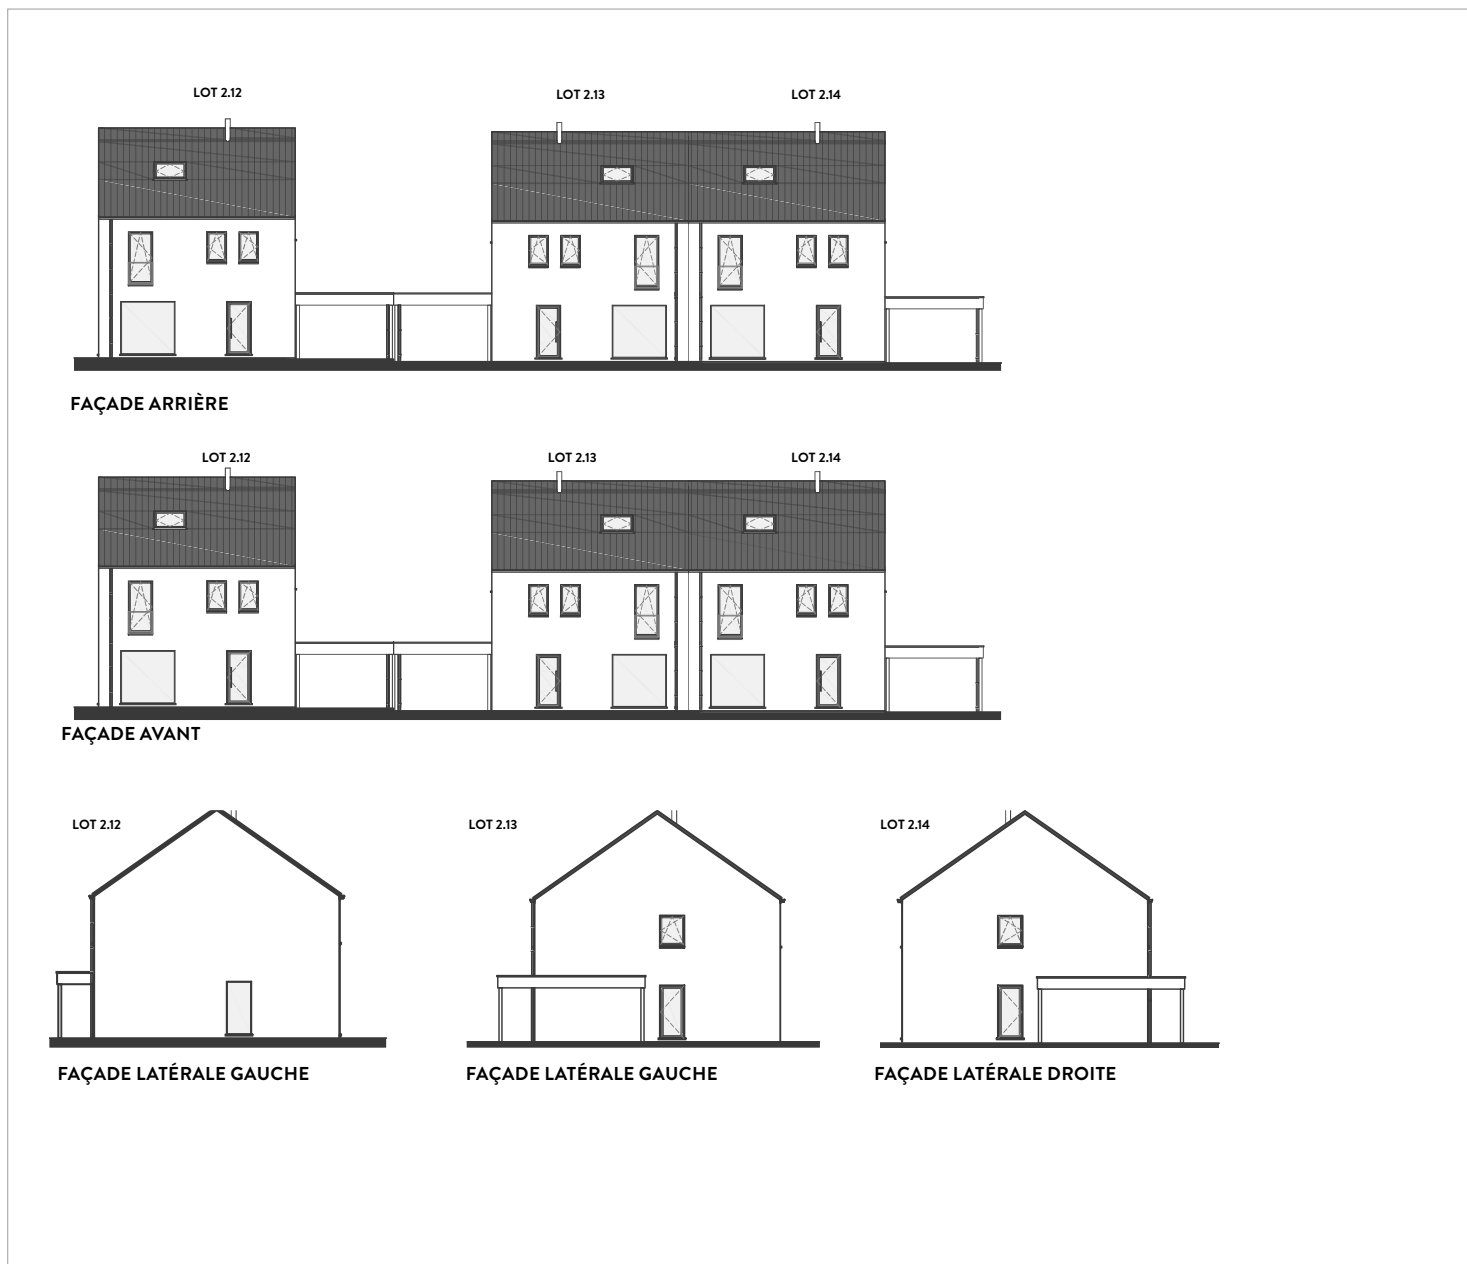 LOT 2.12
LOT 2.13
LOT 2.14
FAÇADE ARRIÈRE
LOT 2.12
LOT 2.13
LOT 2.14
FAÇADE AVANT
LOT 2.12
LOT 2.13
LOT 2.14
FAÇADE LATÉRALE GAUCHE
FAÇADE LATÉRALE GAUCHE
FAÇADE LATÉRALE DROITE